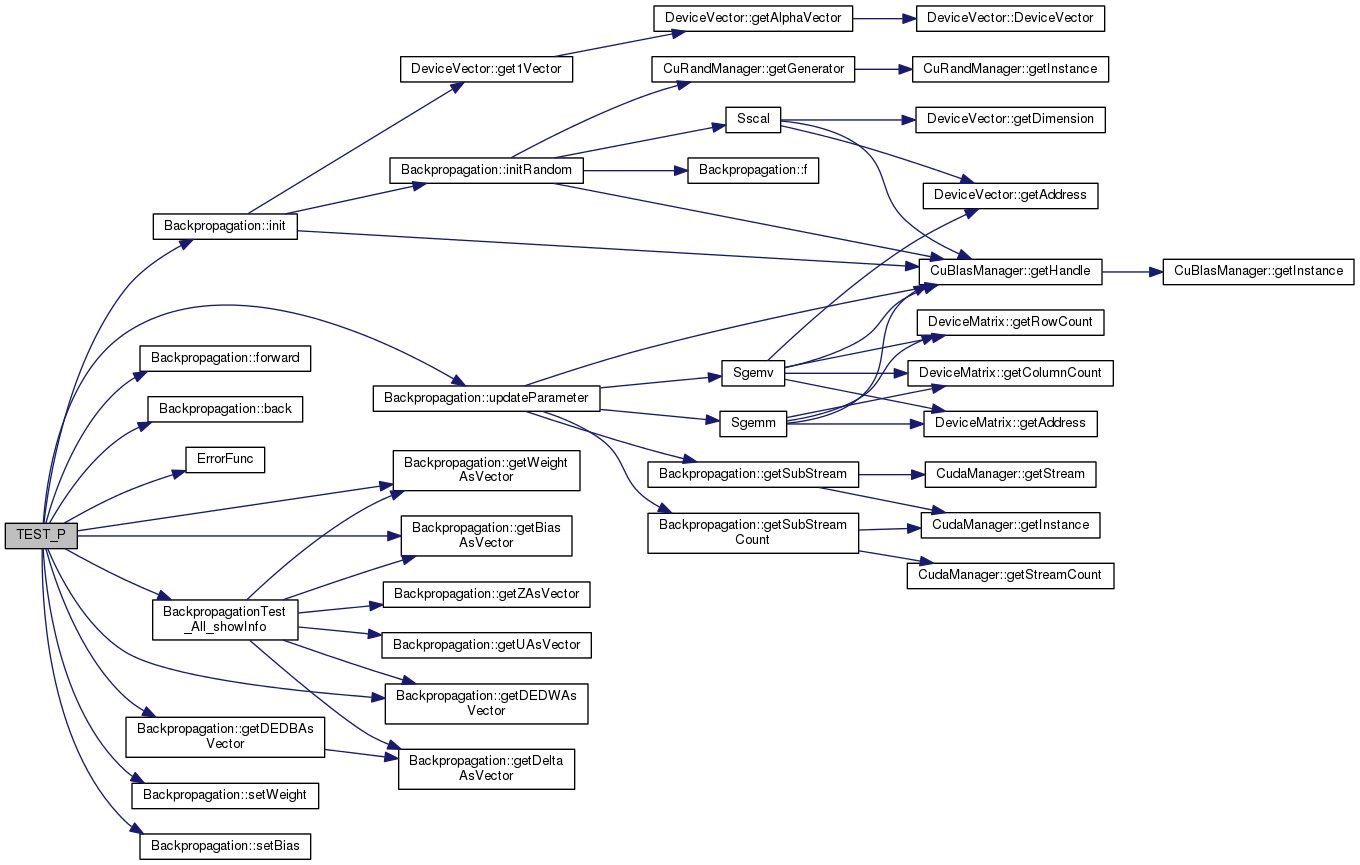 DeviceVector::getAlphaVector
DeviceVector::DeviceVector
DeviceVector::get1Vector
CuRandManager::getGenerator
CuRandManager::getInstance
Sscal
DeviceVector::getDimension
Backpropagation::initRandom
Backpropagation::f
DeviceVector::getAddress
Backpropagation::init
CuBlasManager::getHandle
CuBlasManager::getInstance
DeviceMatrix::getRowCount
Backpropagation::forward
Sgemv
DeviceMatrix::getColumnCount
Backpropagation::updateParameter
Backpropagation::back
Sgemm
DeviceMatrix::getAddress
ErrorFunc
Backpropagation::getWeight
AsVector
Backpropagation::getSubStream
CudaManager::getStream
TEST_P
Backpropagation::getBias
AsVector
Backpropagation::getSubStream
Count
CudaManager::getInstance
CudaManager::getStreamCount
Backpropagation::getZAsVector
BackpropagationTest
_All_showInfo
Backpropagation::getUAsVector
Backpropagation::getDEDWAs
Vector
Backpropagation::getDEDBAs
Vector
Backpropagation::getDelta
AsVector
Backpropagation::setWeight
Backpropagation::setBias